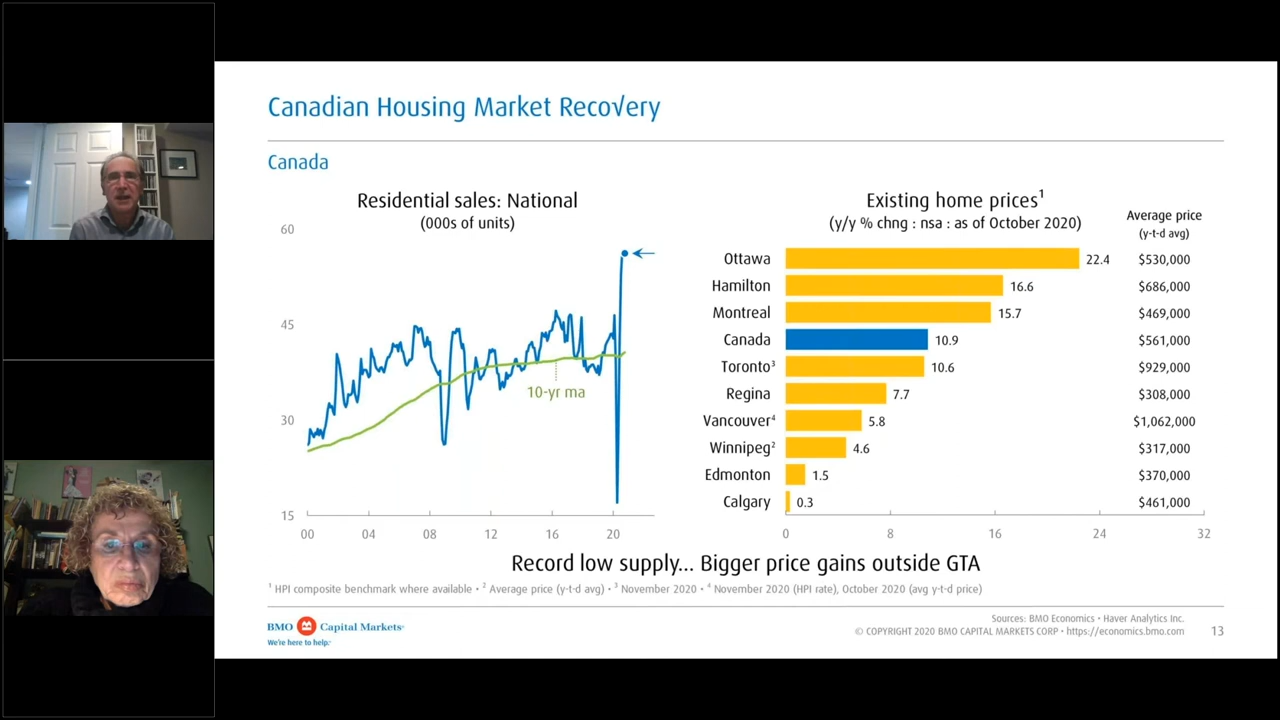 Canadian Housing Market Recovery
Canada
Residential sales: National
(000s of units)
60
45
30
15
00 04 08 12 16 20
10-yr ma
Existing home prices¹
(y/y % chng : nsa : as of October 2020)
Average price
(y-t-d avg)
Ottawa 22.4 $530,000
Hamilton 16.6 $686,000
Montreal 15.7 $469,000
Canada 10.9 $561,000
Toronto³ 10.6 $929,000
Regina 7.7 $308,000
Vancouver⁴ 5.8 $1,062,000
Winnipeg² 4.6 $317,000
Edmonton 1.5 $370,000
Calgary 0.3 $461,000
0 8 16 24 32
Record low supply... Bigger price gains outside GTA
¹ HPI composite benchmark where available • ² Average price (y-t-d avg) • ³ November 2020 • ⁴ November 2020 (HPI rate), October 2020 (avg y-t-d price)
BMO Capital Markets
We're here to help.
Sources: BMO Economics • Haver Analytics Inc.
© COPYRIGHT 2020 BMO CAPITAL MARKETS CORP • https://economics.bmo.com
13